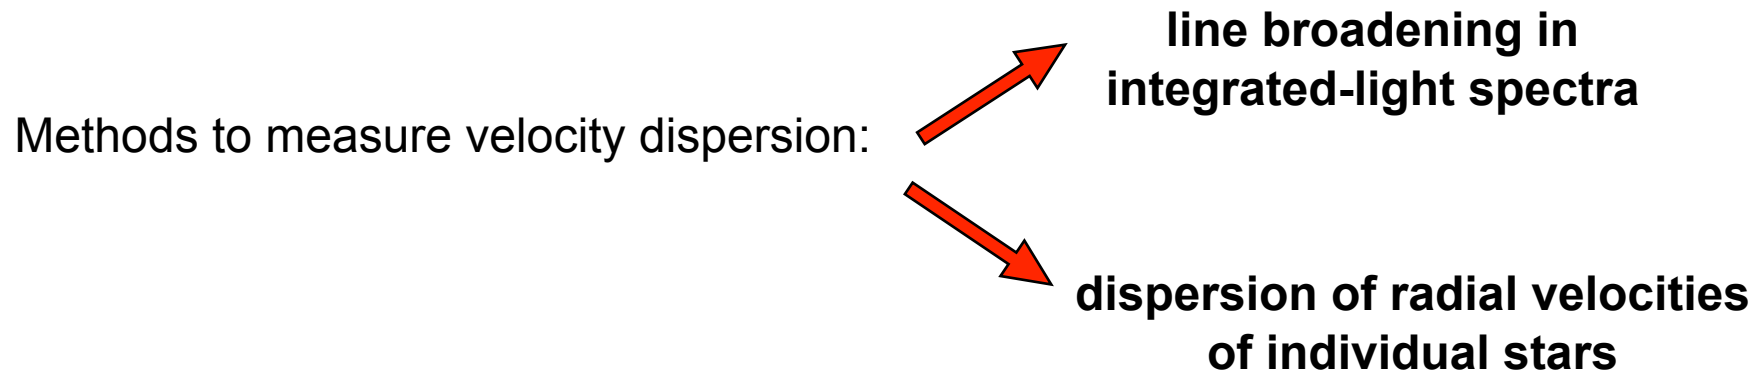 Methods to measure velocity dispersion:
line broadening in
integrated-light spectra
dispersion of radial velocities
of individual stars